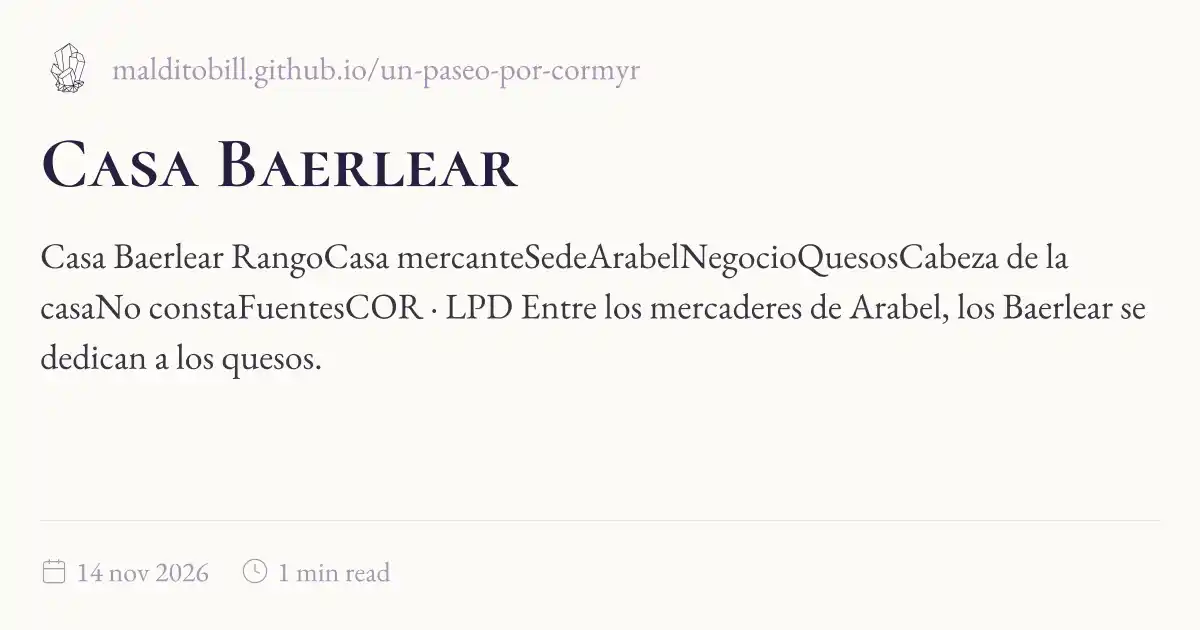 malditobill.github.io/un-paseo-por-cormyr
Casa Baerlear
Casa Baerlear RangoCasa mercanteSedeArabelNegocioQuesosCabeza de la
casaNo constaFuentesCOR · LPD Entre los mercaderes de Arabel, los Baerlear se
dedican a los quesos.
14 nov 2026 1 min read